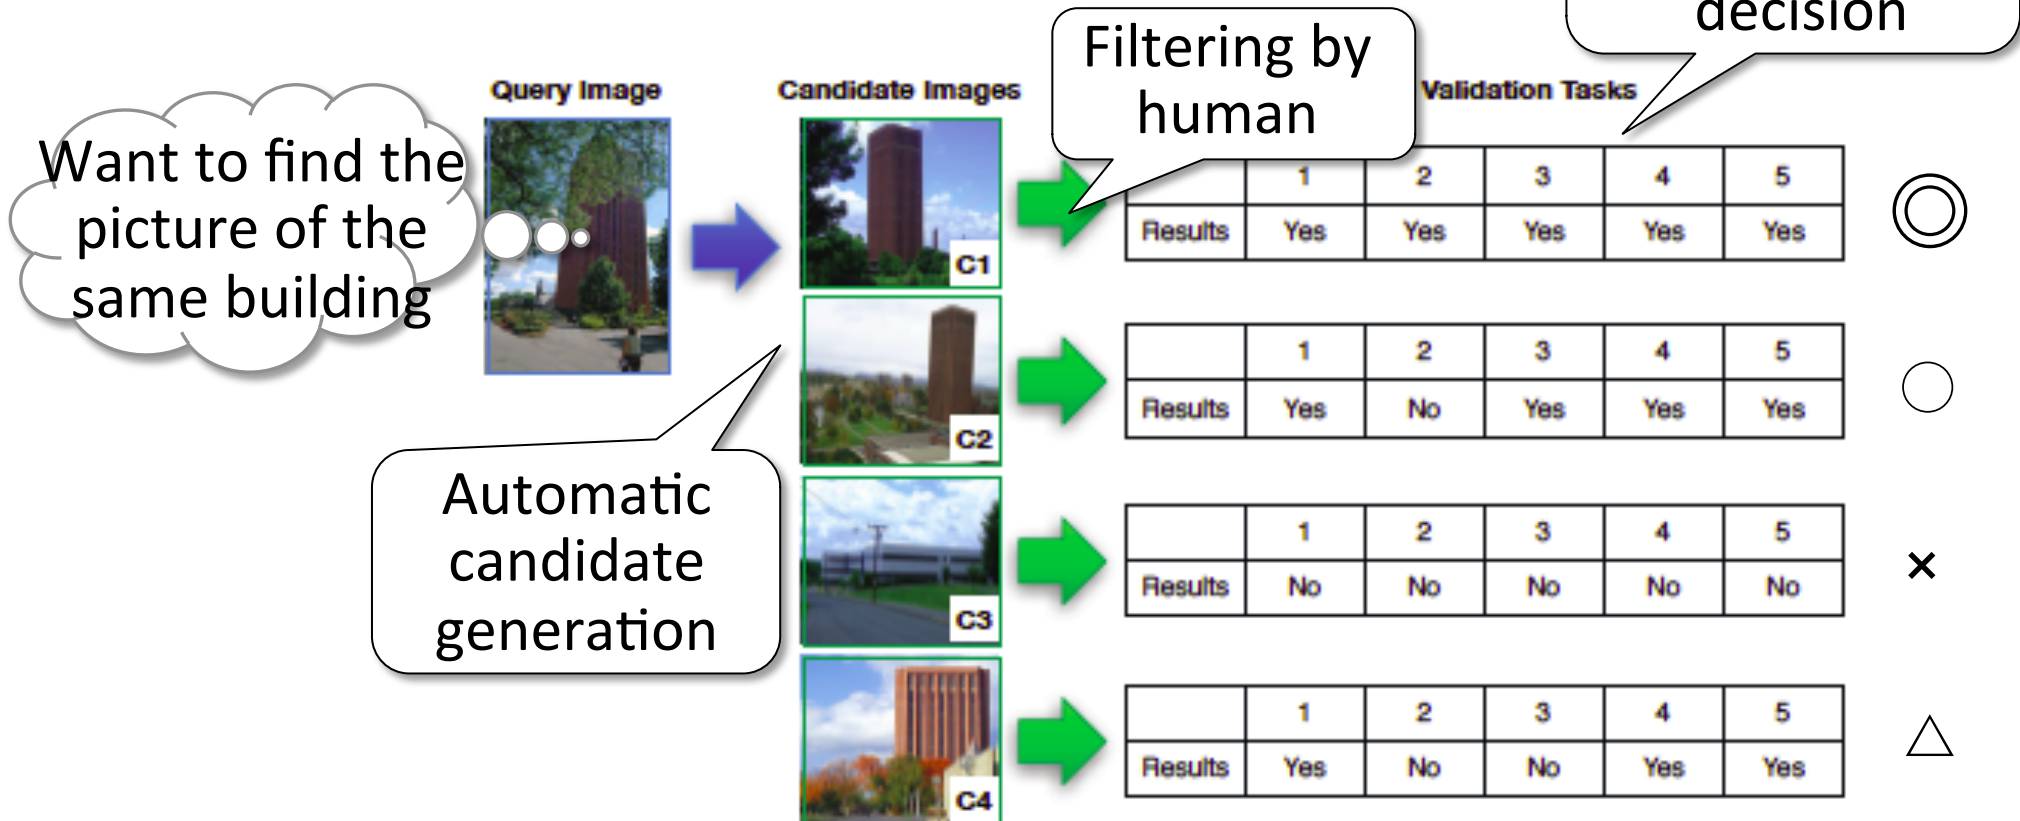 decision
Filtering by
human
Query Image
Candidate Images
Validation Tasks
Want to find the
picture of the
same building
C1
1 2 3 4 5
Results Yes Yes Yes Yes Yes
C2
1 2 3 4 5
Results Yes No Yes Yes Yes
Automatic
candidate
generation
C3
1 2 3 4 5
Results No No No No No
C4
1 2 3 4 5
Results Yes No No Yes Yes